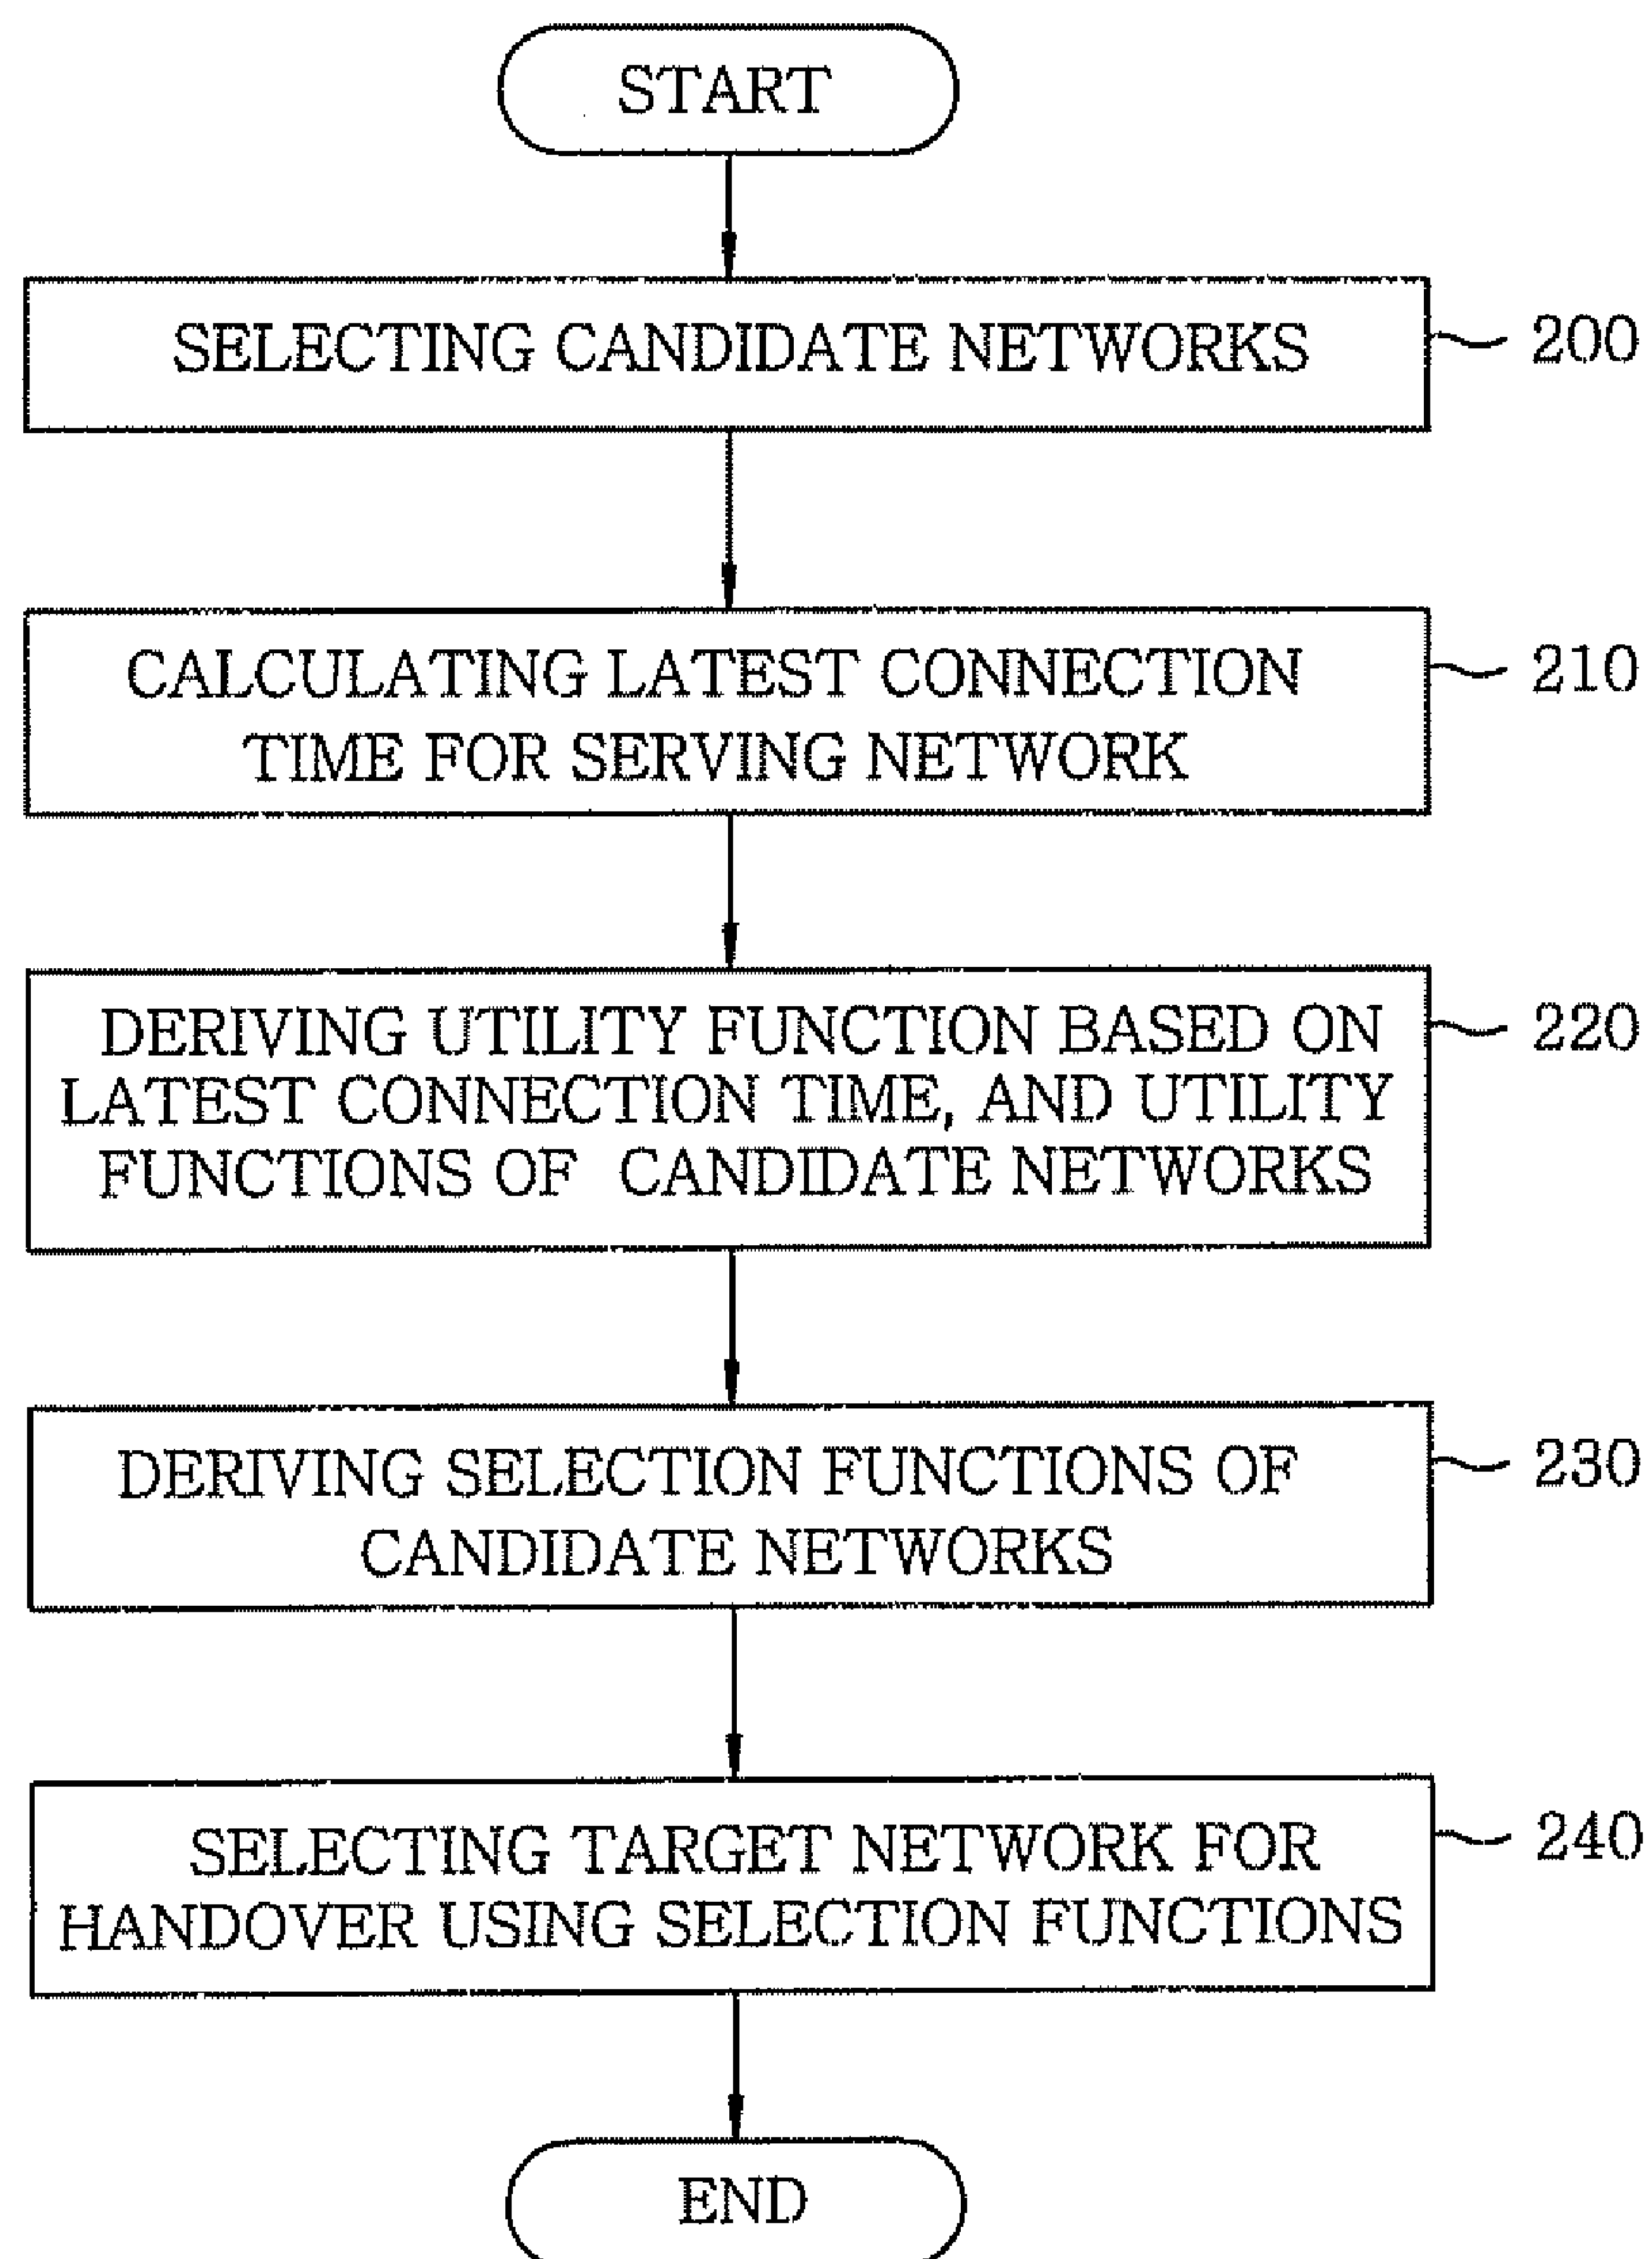 START
SELECTING CANDIDATE NETWORKS
200
CALCULATING LATEST CONNECTION
TIME FOR SERVING NETWORK
210
DERIVING UTILITY FUNCTION BASED ON
LATEST CONNECTION TIME, AND UTILITY
FUNCTIONS OF CANDIDATE NETWORKS
220
DERIVING SELECTION FUNCTIONS OF
CANDIDATE NETWORKS
230
SELECTING TARGET NETWORK FOR
HANDOVER USING SELECTION FUNCTIONS
240
END